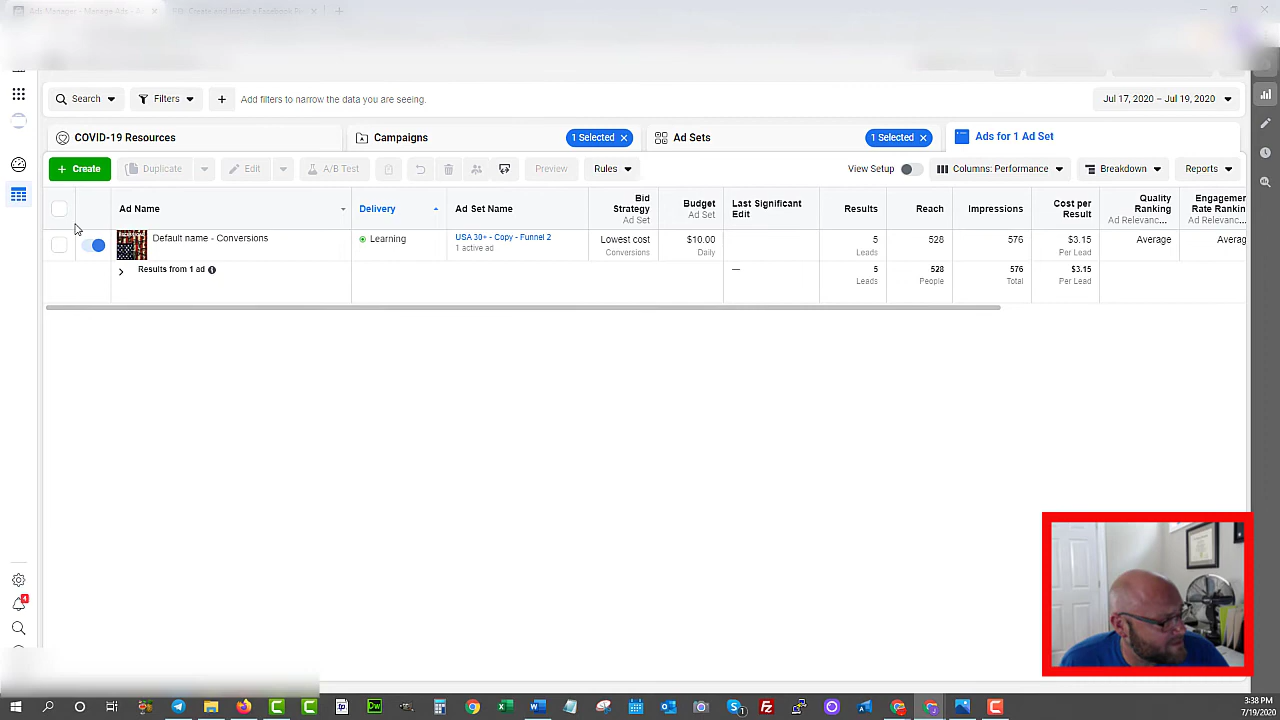 Search
Filters
Add filters to narrow the data you are seeing.
Jul 17, 2020 – Jul 19, 2020
COVID-19 Resources
Campaigns
1 Selected
Ad Sets
1 Selected
Ads for 1 Ad Set
+ Create
Duplicate
Edit
A/B Test
Preview
Rules
View Setup
Columns: Performance
Breakdown
Reports
Ad Name
Delivery
Ad Set Name
Bid
Strategy
Ad Set
Budget
Ad Set
Last Significant
Edit
Results
Reach
Impressions
Cost per
Result
Quality
Ranking
Ad Relevanc...
Engagemen
Rate Rankin
Ad Relevanc...
Default name - Conversions
Learning
USA 30+ - Copy - Funnel 2
1 active ad
Lowest cost
Conversions
$10.00
Daily
5
Leads
528
576
$3.15
Per Lead
Average
Averag
Results from 1 ad
—
5
Leads
528
People
576
Total
$3.15
Per Lead
4
3:38 PM
7/19/2020